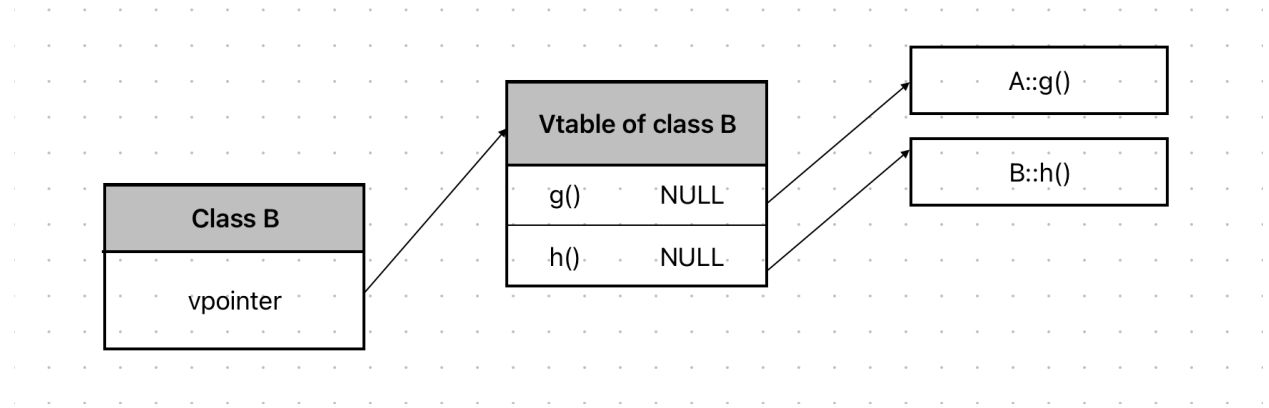 Class B
vpointer
Vtable of class B
g() NULL
h() NULL
A::g()
B::h()